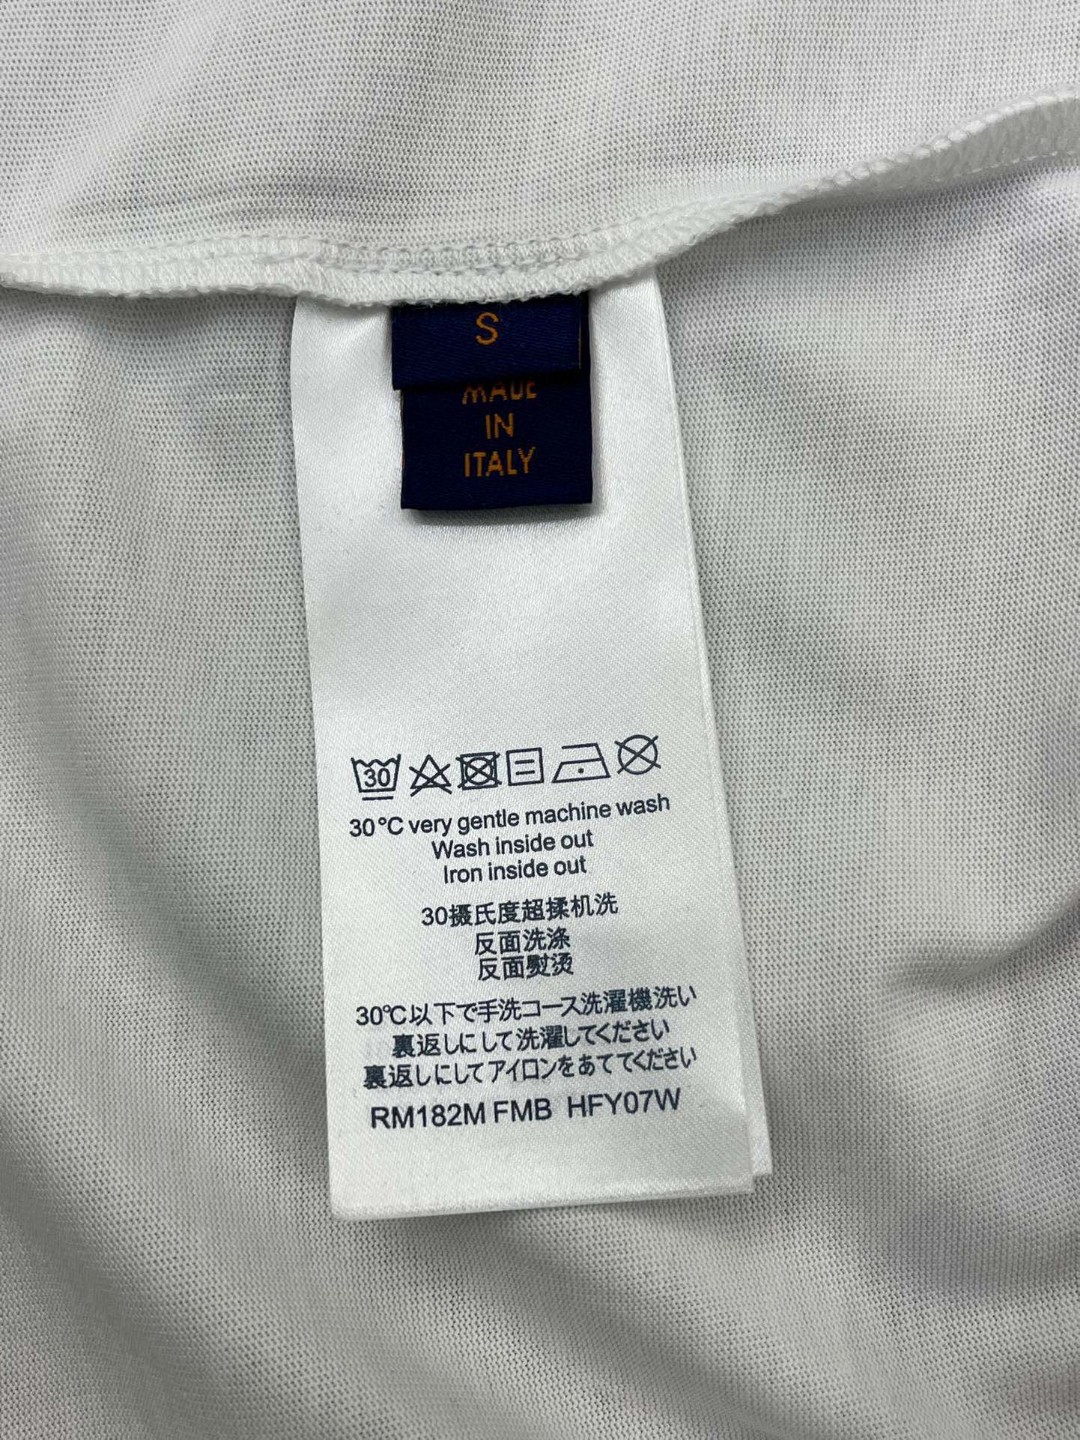 S
MADE
IN
ITALY
30
30°C very gentle machine wash
Wash inside out
Iron inside out
30摄氏度超揉机洗
反面洗涤
反面熨烫
30℃以下で手洗コース洗濯機洗い
裏返しにして洗濯してください
裏返しにしてアイロンをあててください
RM182M FMB HFY07W